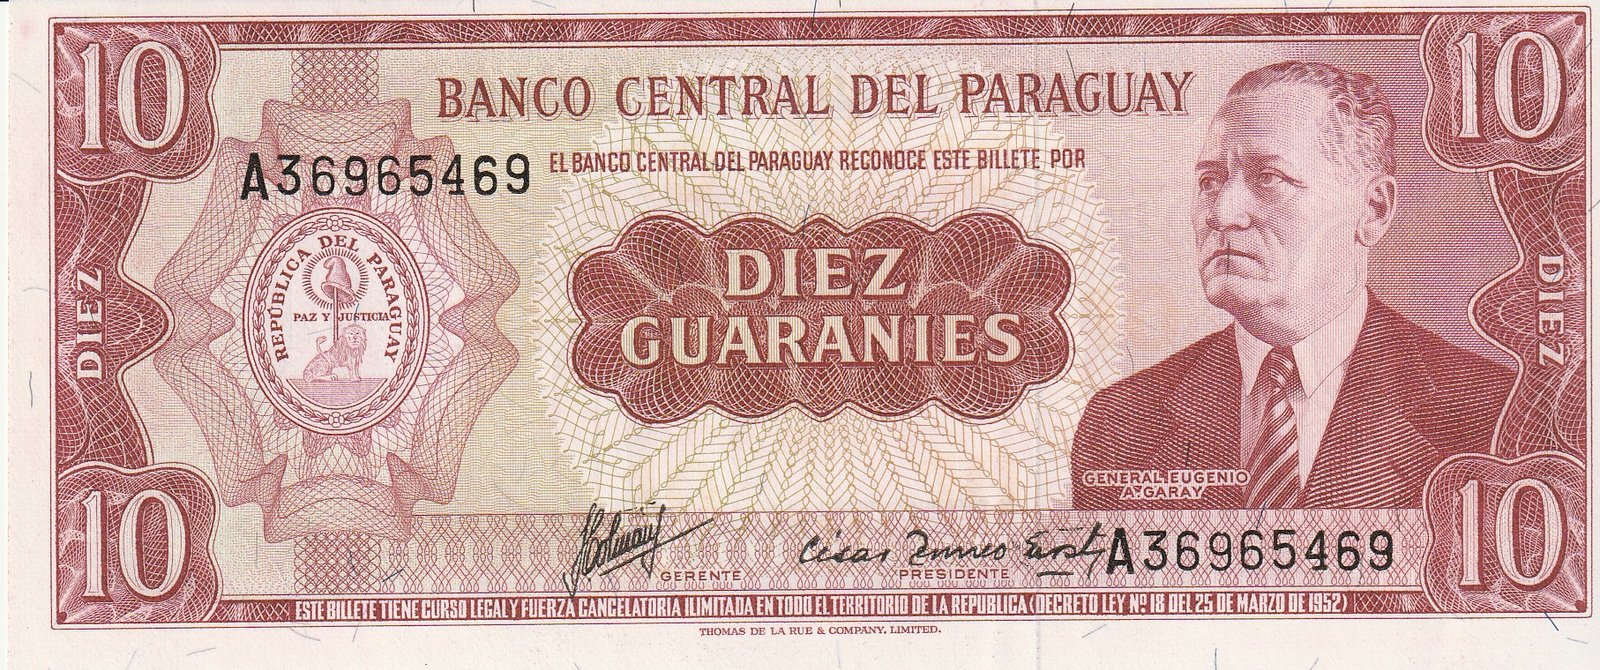 10
10
BANCO CENTRAL DEL PARAGUAY
A36965469
EL BANCO CENTRAL DEL PARAGUAY RECONOCE ESTE BILLETE POR
REPÚBLICA DEL PARAGUAY
PAZ Y JUSTICIA
DIEZ
DIEZ
GUARANIES
DIEZ
GENERAL EUGENIO
A. GARAY
10
10
GERENTE
PRESIDENTE
A36965469
ESTE BILLETE TIENE CURSO LEGAL Y FUERZA CANCELATORIA ILIMITADA EN TODO EL TERRITORIO DE LA REPUBLICA (DECRETO LEY Nº 18 DEL 25 DE MARZO DE 1952)
THOMAS DE LA RUE & COMPANY, LIMITED.